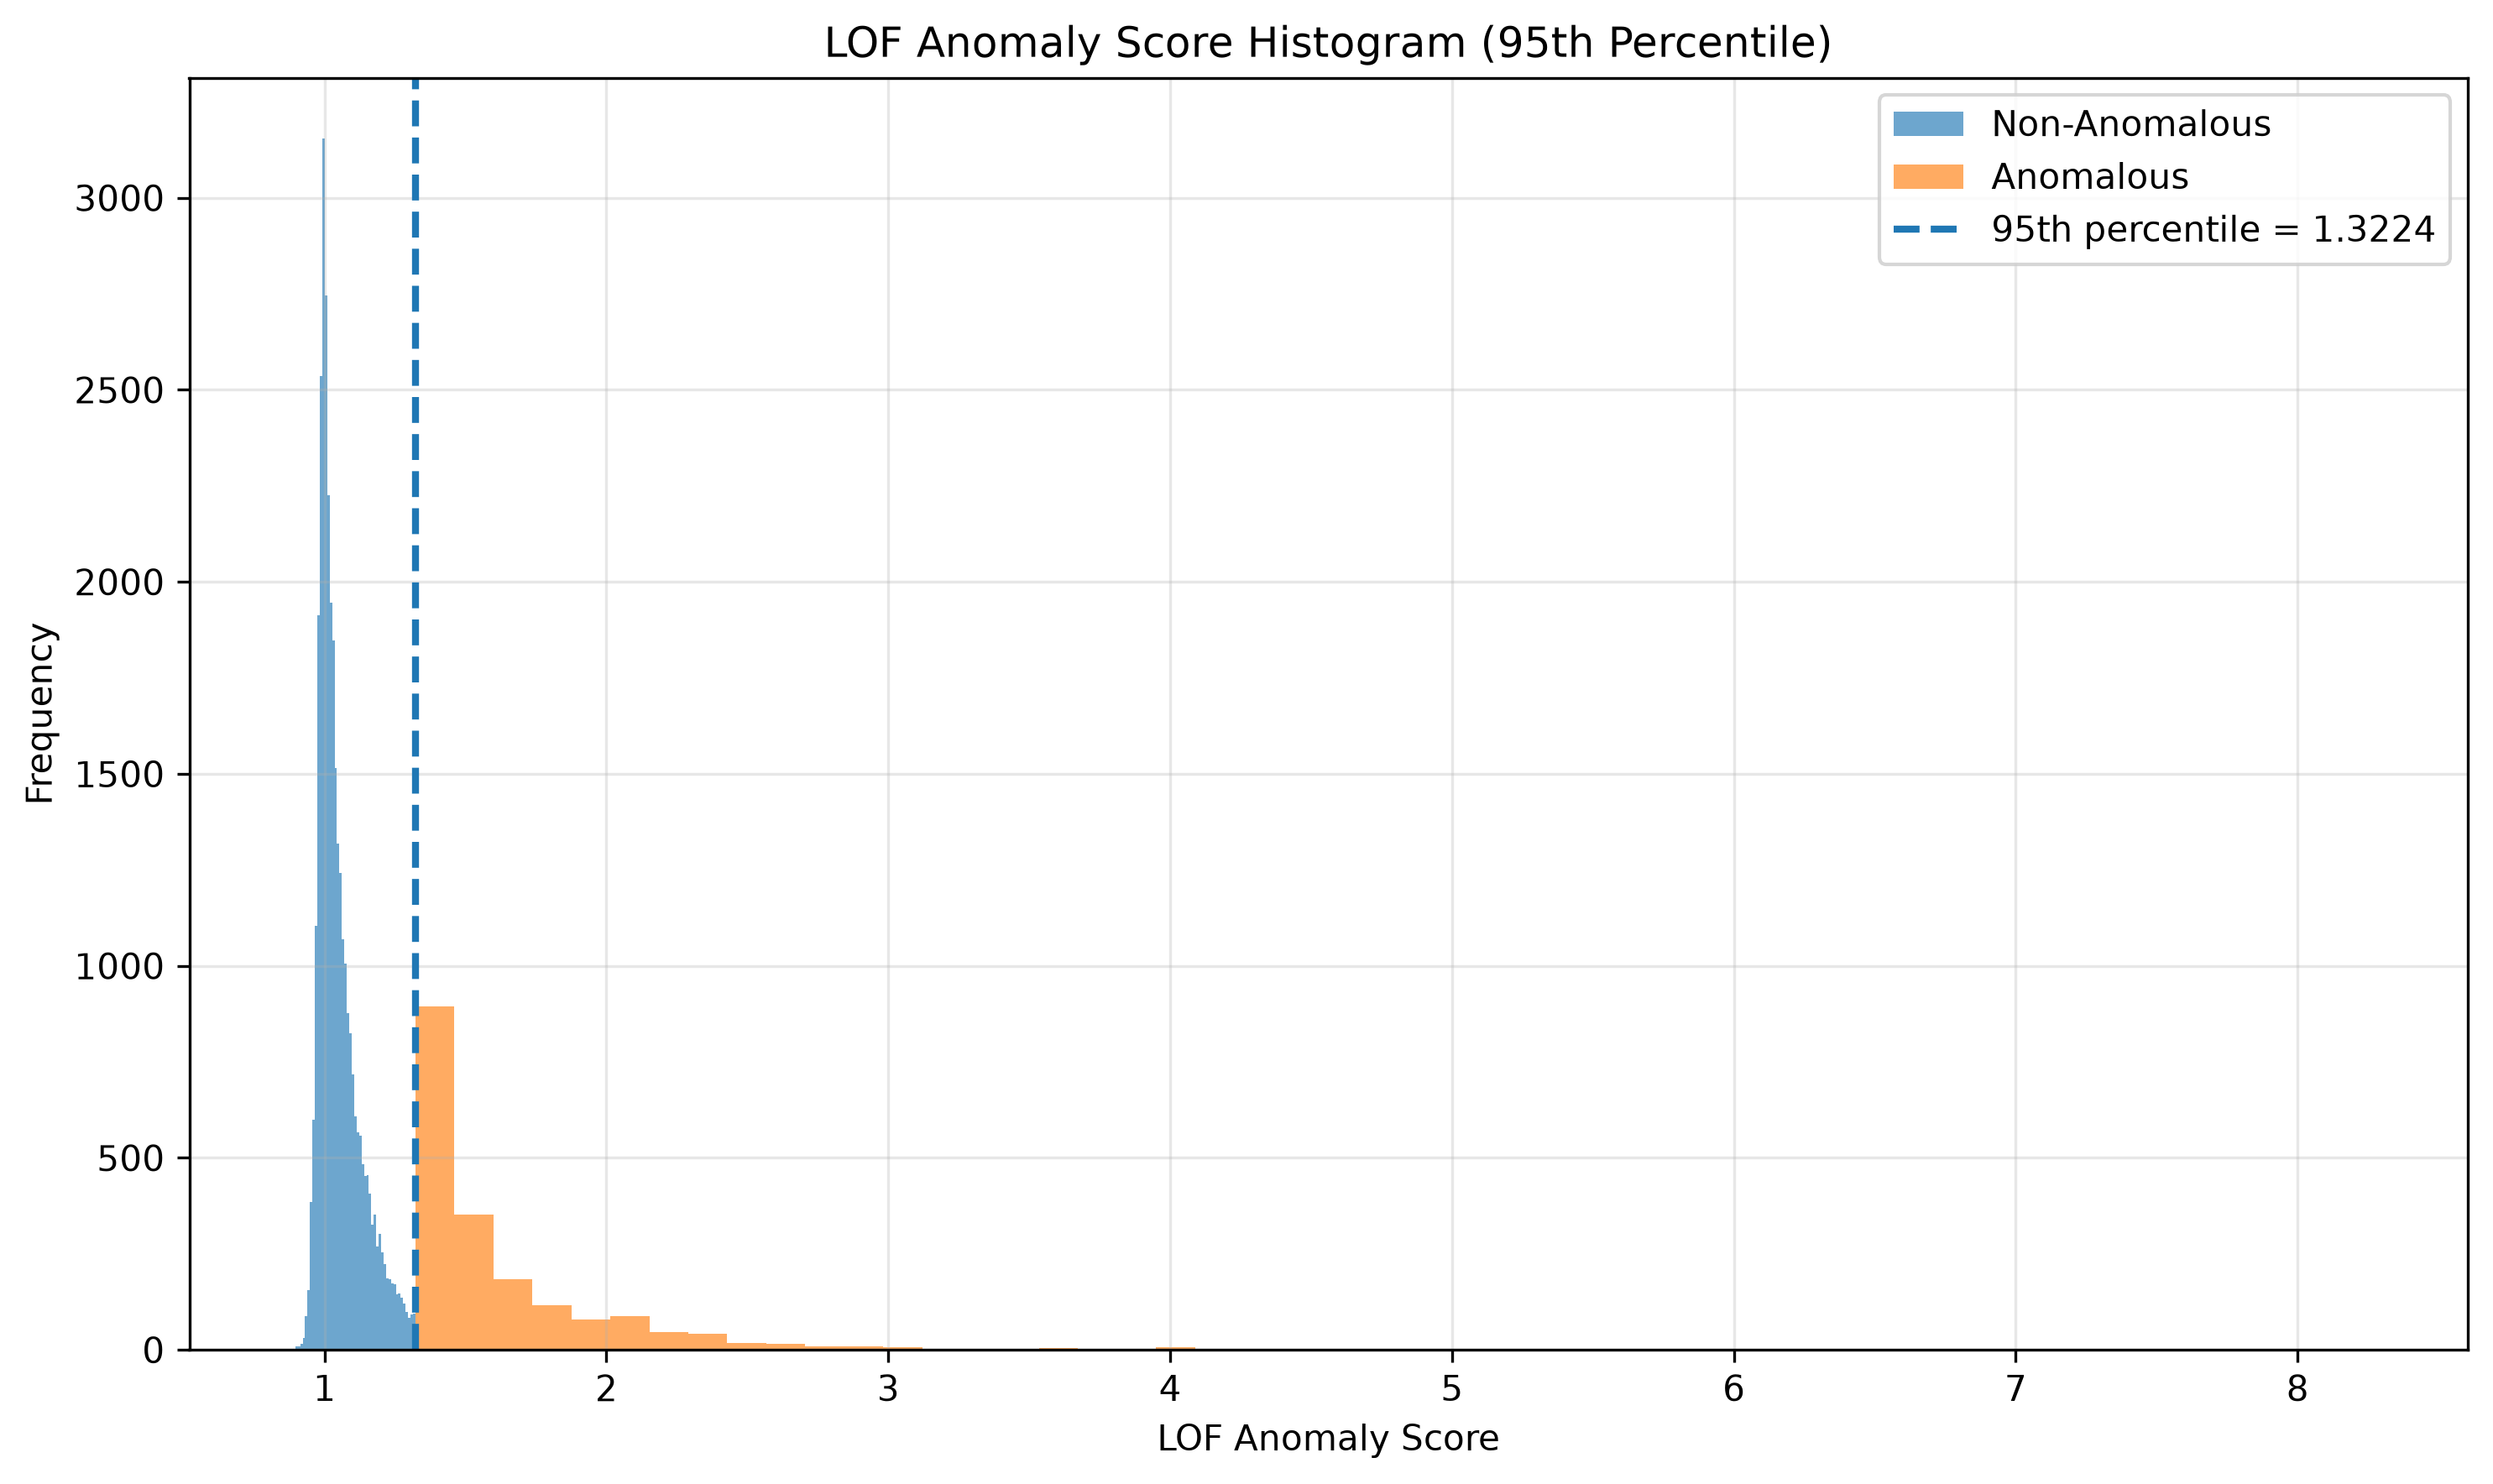 LOF Anomaly Score Histogram (95th Percentile)
Non-Anomalous
Anomalous
95th percentile = 1.3224
Frequency
3000
2500
2000
1500
1000
500
0
1 2 3 4 5 6 7 8
LOF Anomaly Score